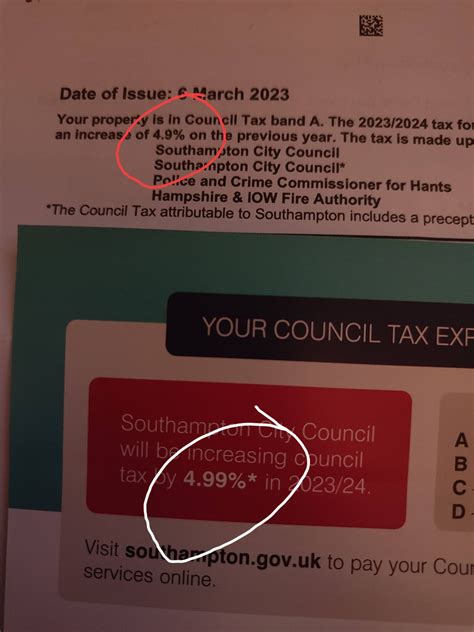 Date of Issue: 6 March 2023
Your property is in Council Tax band A. The 2023/2024 tax fo
an increase of 4.9% on the previous year. The tax is made up
Southampton City Council
Southampton City Council*
Police and Crime Commissioner for Hants
Hampshire & IOW Fire Authority
*The Council Tax attributable to Southampton includes a precept
YOUR COUNCIL TAX EXP
Southampton City Council
will be increasing council
tax by 4.99%* in 2023/24.
A
B
C -
D -
Visit southampton.gov.uk to pay your Coun
services online.